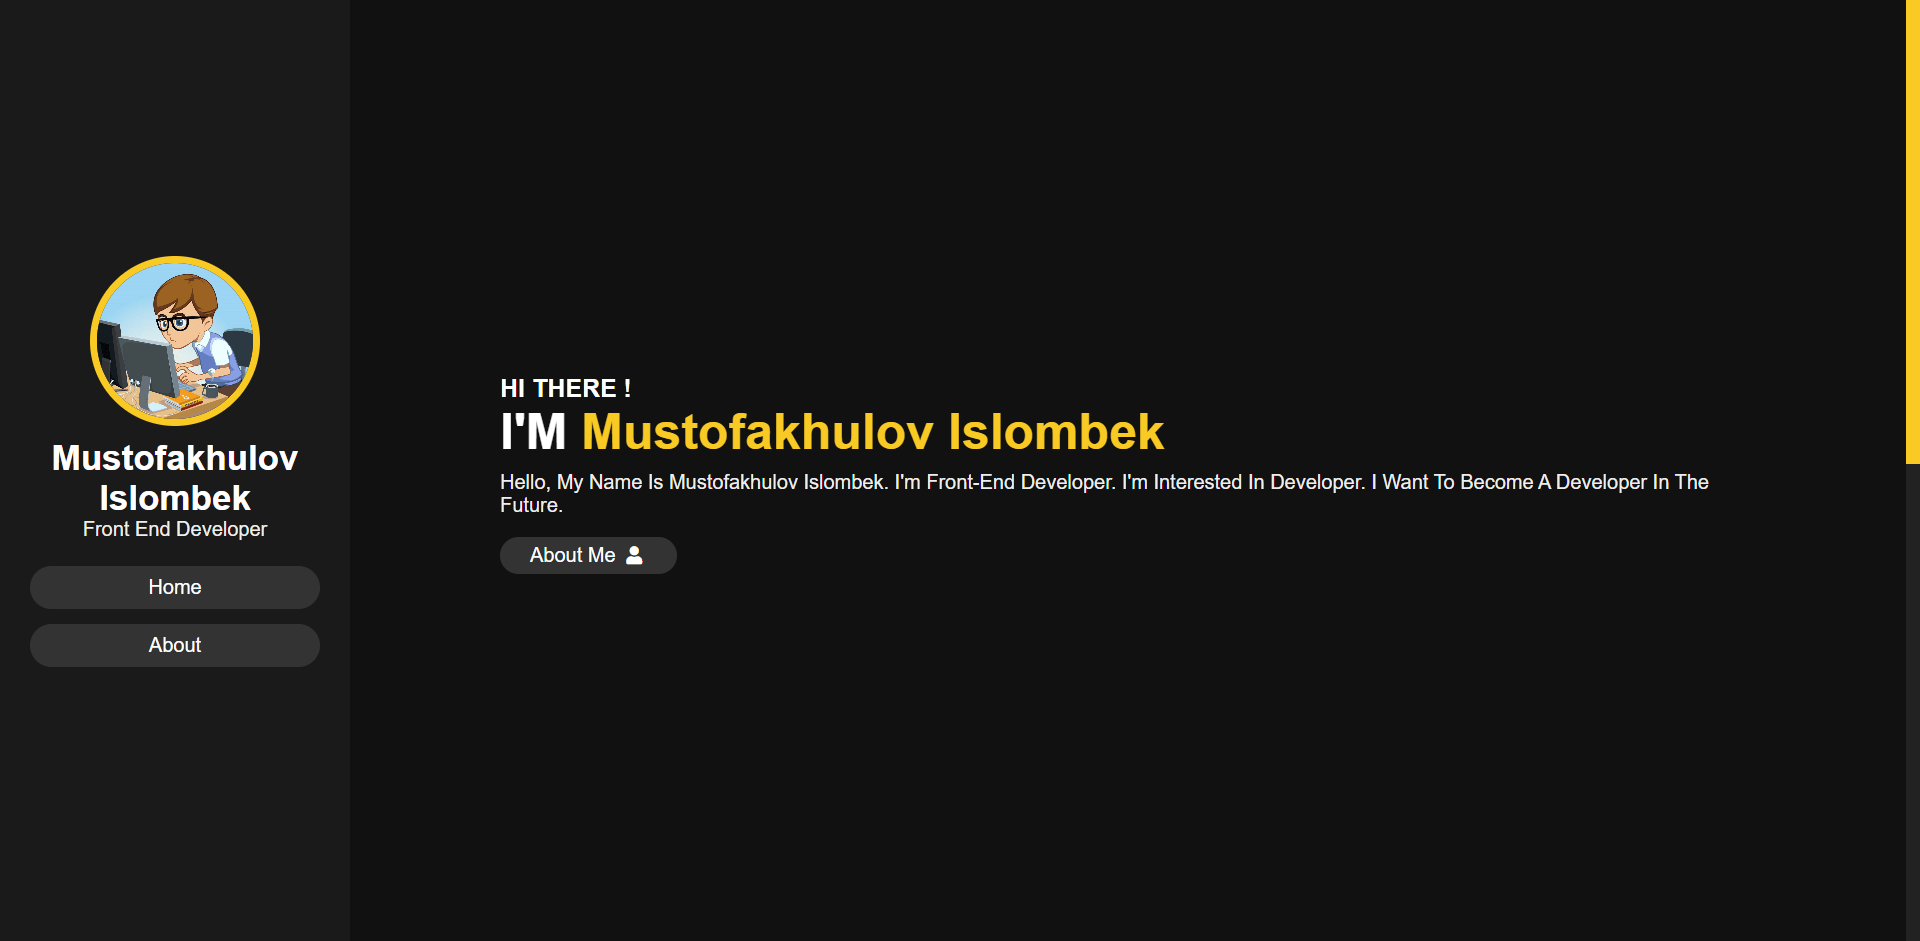 Mustofakhulov
Islombek
Front End Developer
Home
About
HI THERE !
I'M Mustofakhulov Islombek
Hello, My Name Is Mustofakhulov Islombek. I'm Front-End Developer. I'm Interested In Developer. I Want To Become A Developer In The
Future.
About Me